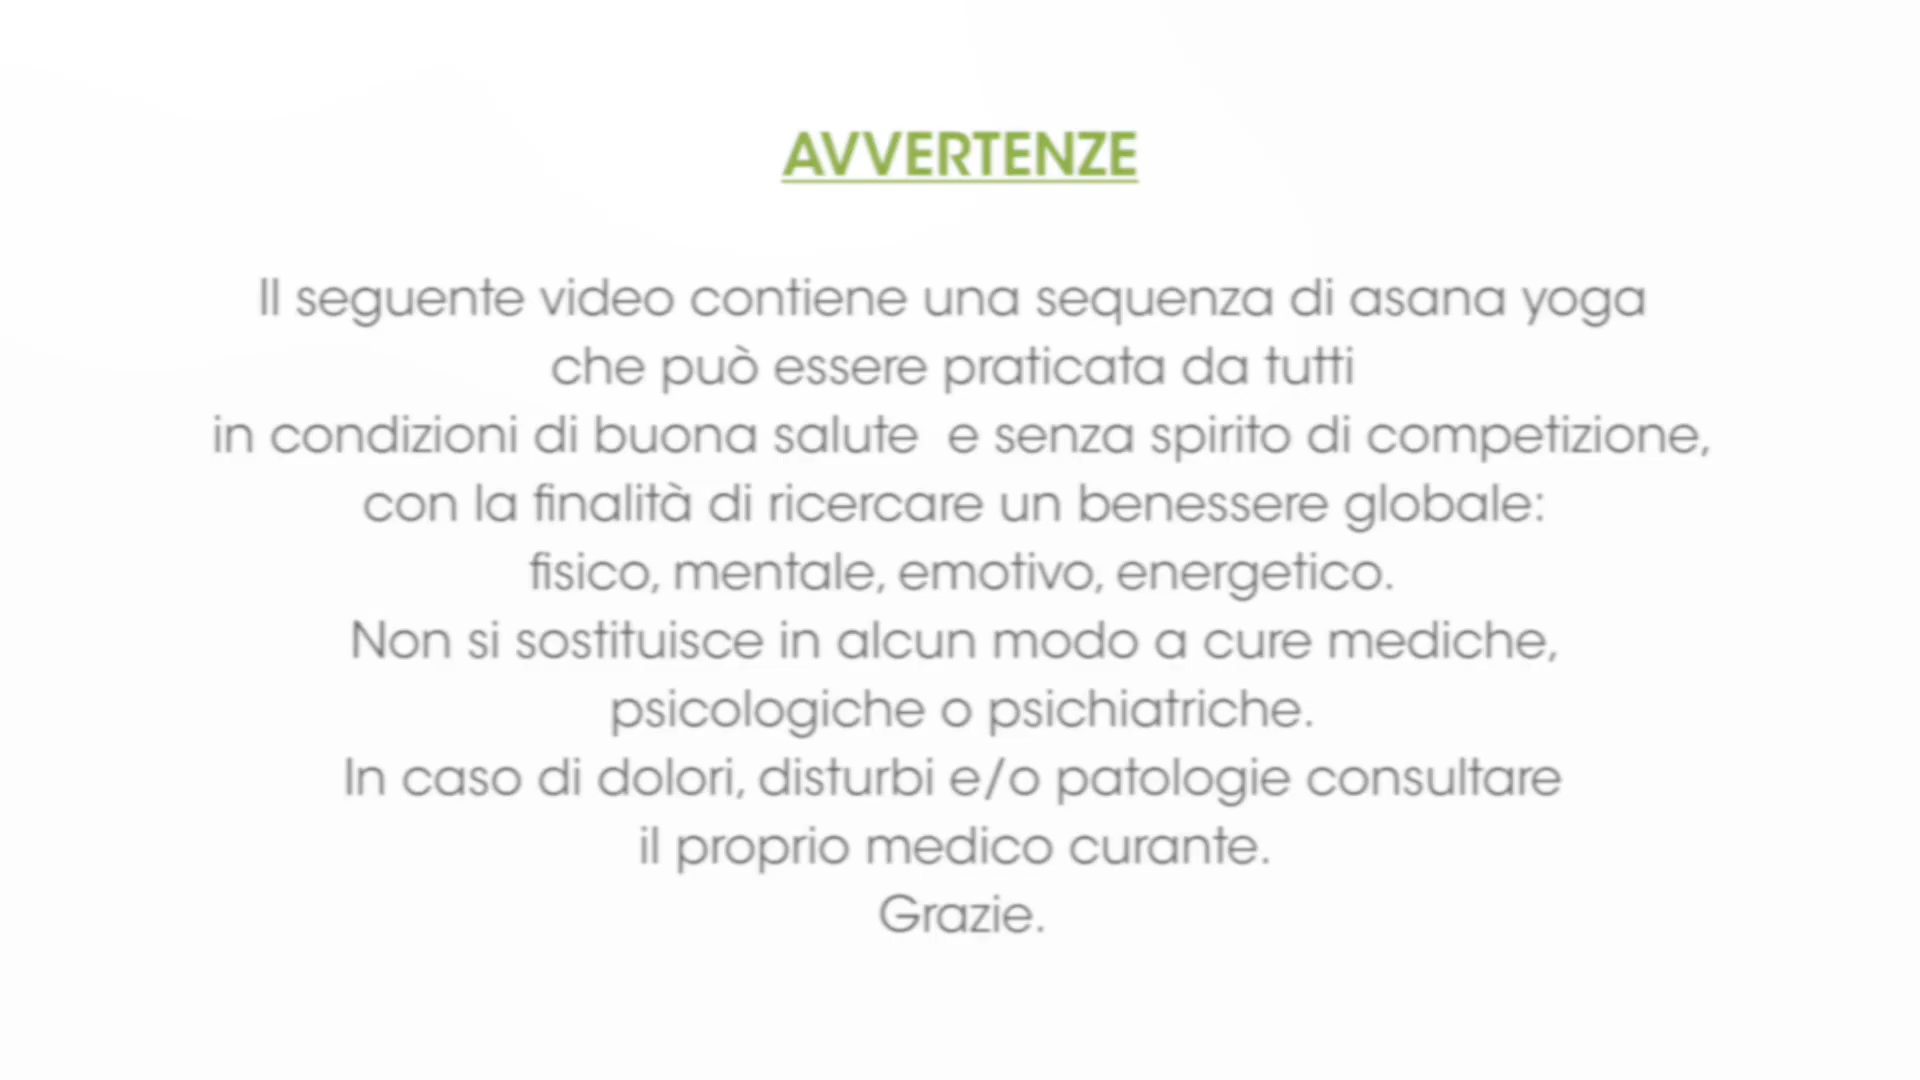 AVVERTENZE
Il seguente video contiene una sequenza di asana yoga
che può essere praticata da tutti
in condizioni di buona salute  e senza spirito di competizione,
con la finalità di ricercare un benessere globale:
fisico, mentale, emotivo, energetico.
Non si sostituisce in alcun modo a cure mediche,
psicologiche o psichiatriche.
In caso di dolori, disturbi e/o patologie consultare
il proprio medico curante.
Grazie.